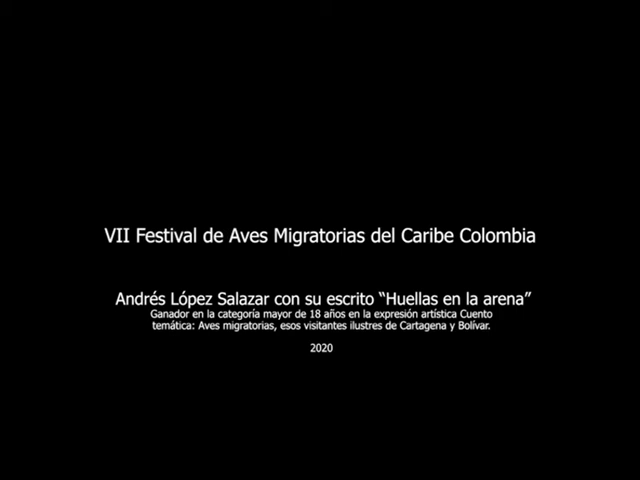 VII Festival de Aves Migratorias del Caribe Colombia
Andrés López Salazar con su escrito “Huellas en la arena”
Ganador en la categoría mayor de 18 años en la expresión artística Cuento
temática: Aves migratorias, esos visitantes ilustres de Cartagena y Bolívar.
2020